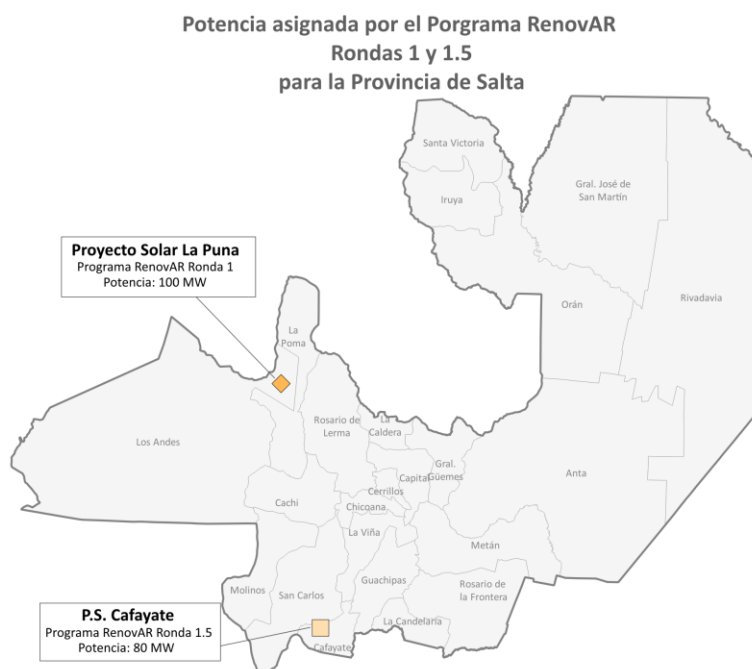 Potencia asignada por el Porgrama RenovAR
Rondas 1 y 1.5
para la Provincia de Salta
Santa Victoria
Iruya
Gral. José de
San Martín
Orán
Rivadavia
Proyecto Solar La Puna
Programa RenovAR Ronda 1
Potencia: 100 MW
La
Poma
Los Andes
Rosario de
Lerma
La
Caldera
Capital
Gral.
Güemes
Anta
Cerrillos
Cachi
Chicoana
La Viña
Metán
Molinos
San Carlos
Guachipas
Rosario de
la Frontera
P.S. Cafayate
Programa RenovAR Ronda 1.5
Potencia: 80 MW
La Candelaría
Cafayate